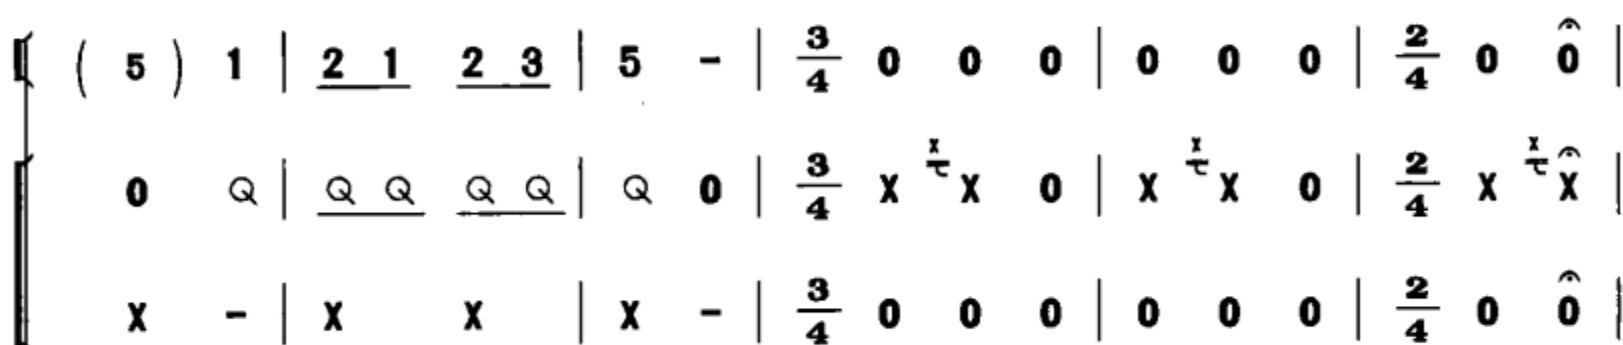 ( 5 ) 1 | 2 1 2 3 | 5 - | 3/4 0 0 0 | 0 0 0 | 2/4 0 0 |
0 Q | Q Q Q Q | Q 0 | 3/4 X X X 0 | X X X 0 | 2/4 X X X |
X - | X X | X - | 3/4 0 0 0 | 0 0 0 | 2/4 0 0 |